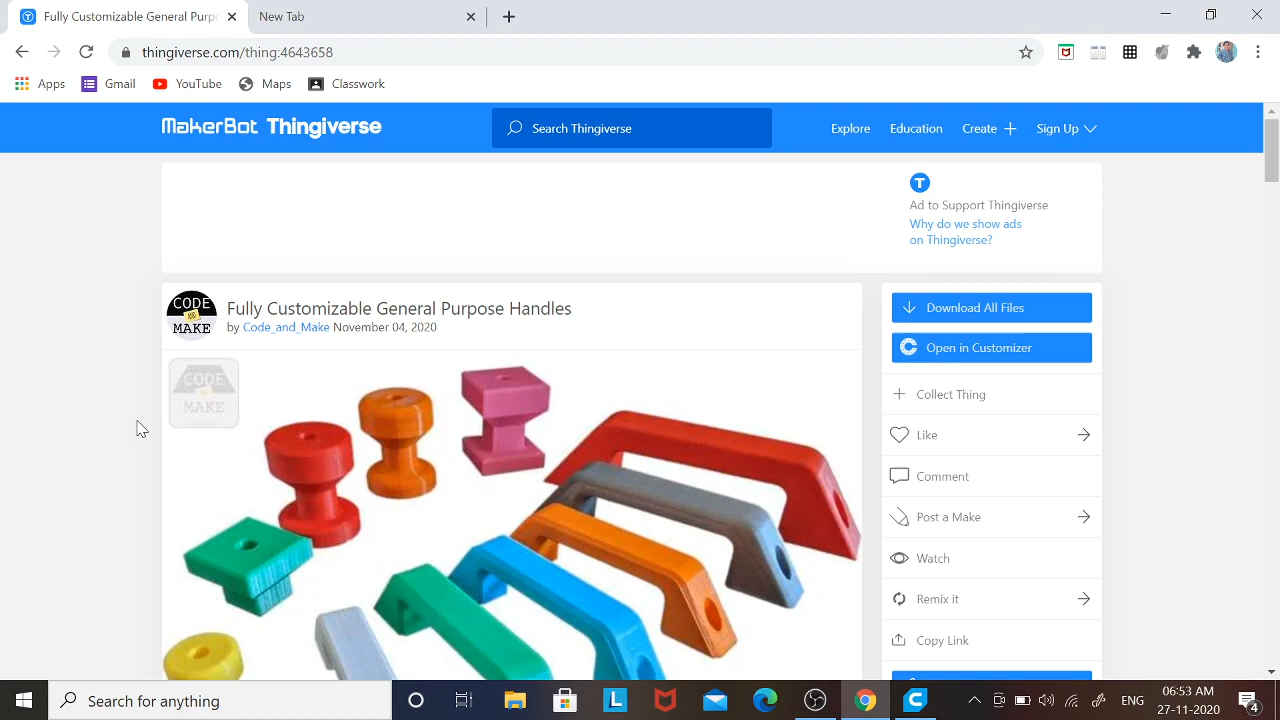 Fully Customizable General Purp
New Tab
thingiverse.com/thing:4643658
Apps
Gmail
YouTube
Maps
Classwork
MakerBot Thingiverse
Search Thingiverse
Explore
Education
Create
Sign Up
T
Ad to Support Thingiverse
Why do we show ads
on Thingiverse?
CODE
MAKE
Fully Customizable General Purpose Handles
by Code_and_Make November 04, 2020
CODE
MAKE
Download All Files
Open in Customizer
Collect Thing
Like
Comment
Post a Make
Watch
Remix it
Copy Link
Search for anything
L
ENG
06:53 AM
27-11-2020
4